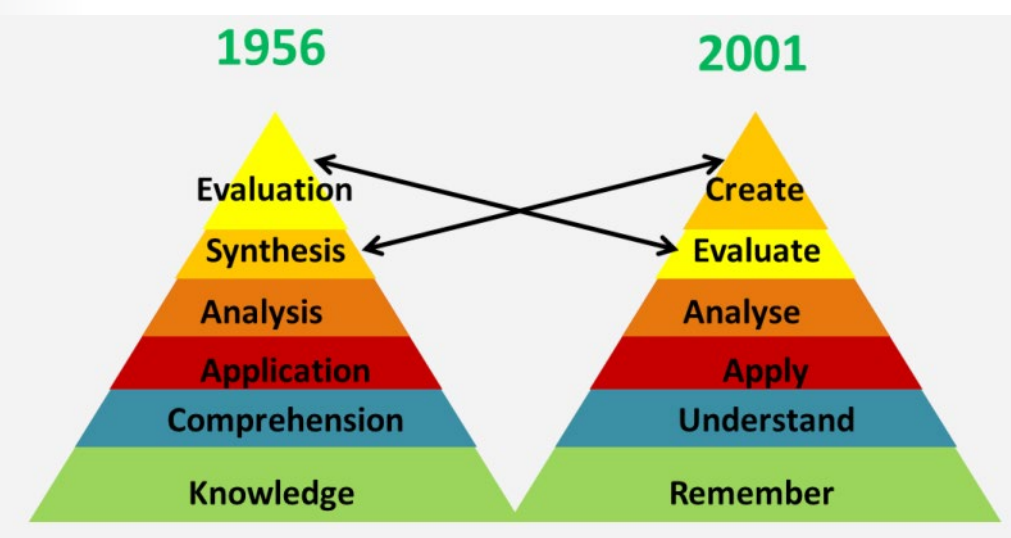 1956
2001
Evaluation
Create
Synthesis
Evaluate
Analysis
Analyse
Application
Apply
Comprehension
Understand
Knowledge
Remember